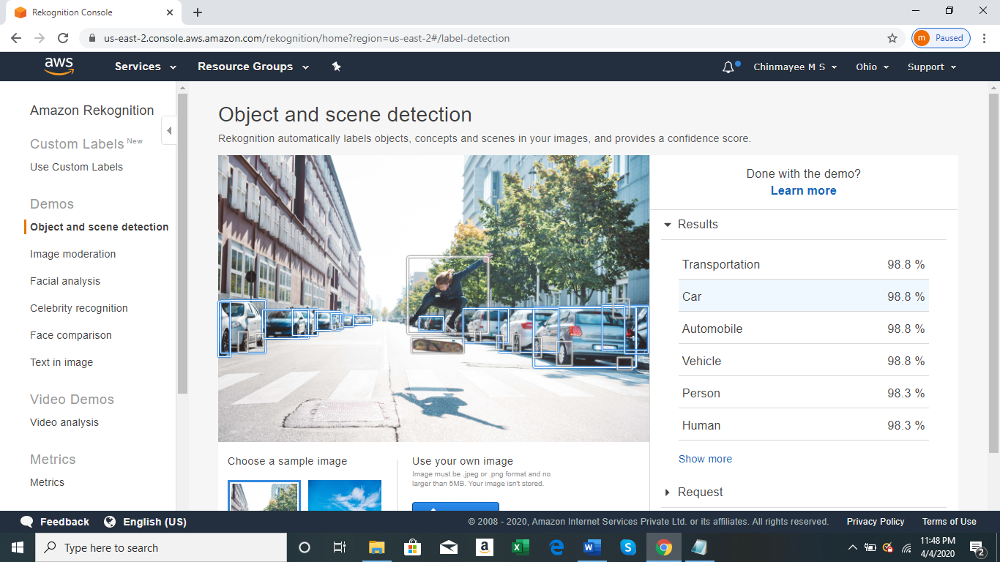 Rekognition Console
us-east-2.console.aws.amazon.com/rekognition/home?region=us-east-2#/label-detection
m Paused
aws Services Resource Groups Chinmayee M S Ohio Support
Amazon Rekognition
Custom Labels New
Use Custom Labels
Demos
Object and scene detection
Image moderation
Facial analysis
Celebrity recognition
Face comparison
Text in image
Video Demos
Video analysis
Metrics
Metrics
Object and scene detection
Rekognition automatically labels objects, concepts and scenes in your images, and provides a confidence score.
Done with the demo?
Learn more
Results
Transportation 98.8 %
Car 98.8 %
Automobile 98.8 %
Vehicle 98.8 %
Person 98.3 %
Human 98.3 %
Show more
Request
Choose a sample image
Use your own image
Image must be .jpeg or .png format and no
larger than 5MB. Your image isn't stored.
Feedback English (US) © 2008 - 2020, Amazon Internet Services Private Ltd. or its affiliates. All rights reserved. Privacy Policy Terms of Use
Type here to search
11:48 PM
4/4/2020
2